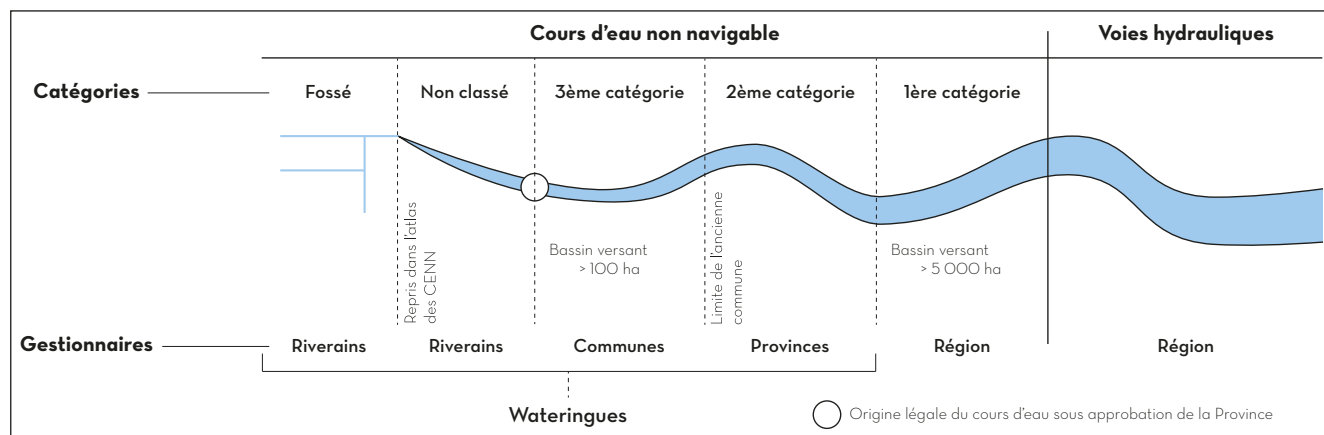 Cours d'eau non navigable
Voies hydrauliques
Catégories
Fossé
Non classé
3ème catégorie
2ème catégorie
1ère catégorie
Repris dans l'atlas
des CENN
Bassin versant
> 100 ha
Limite de l'ancienne
commune
Bassin versant
> 5 000 ha
Gestionnaires
Riverains
Riverains
Communes
Provinces
Région
Région
Wateringues
Origine légale du cours d'eau sous approbation de la Province